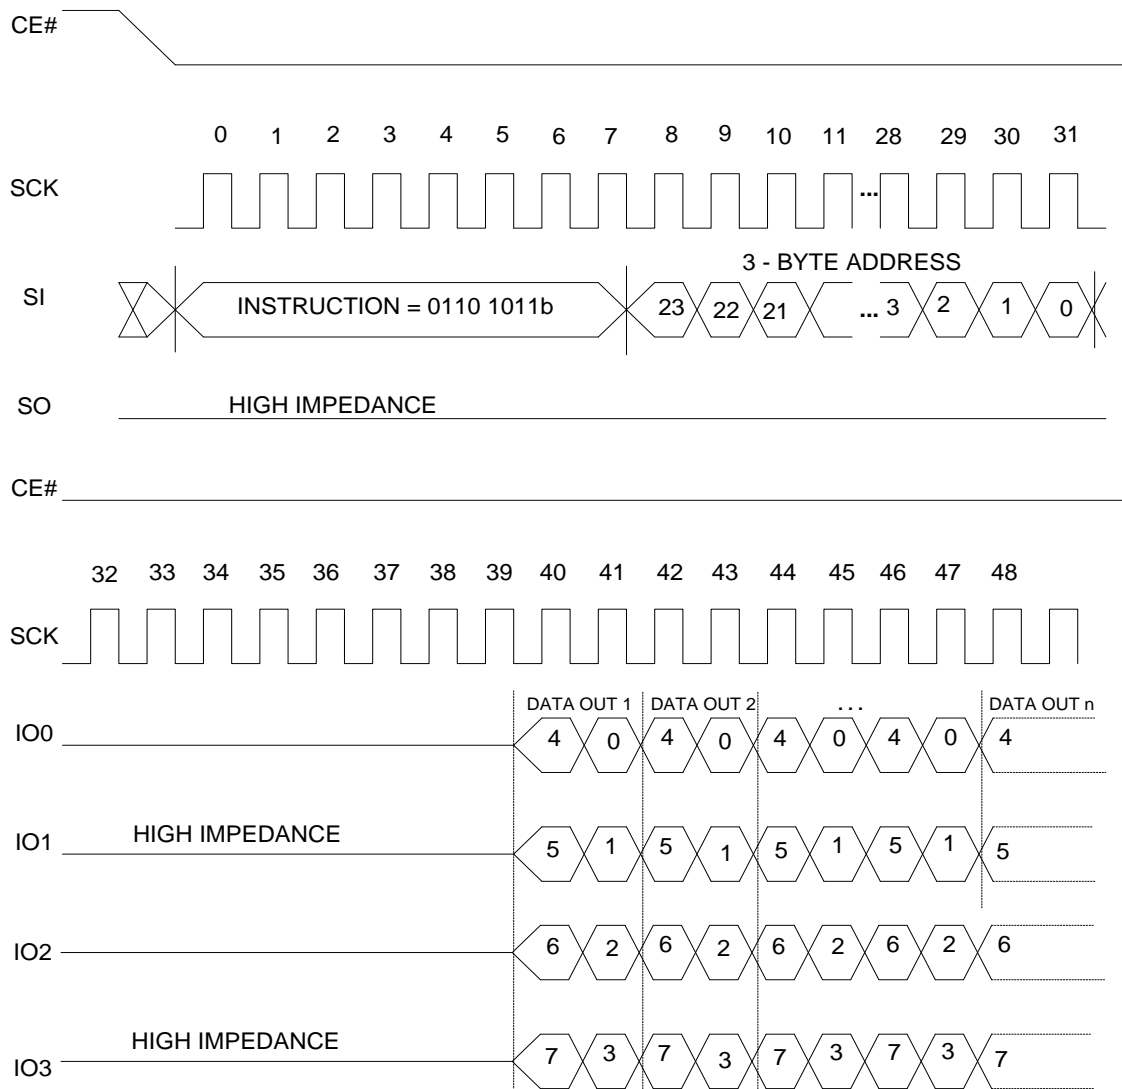 CE#
0 1 2 3 4 5 6 7 8 9 10 11 28 29 30 31
SCK ...
3 - BYTE ADDRESS
SI INSTRUCTION = 0110 1011b 23 22 21 ... 3 2 1 0
SO HIGH IMPEDANCE
CE#
32 33 34 35 36 37 38 39 40 41 42 43 44 45 46 47 48
SCK
DATA OUT 1 DATA OUT 2 ... DATA OUT n
IO0 4 0 4 0 4 0 4 0 4
HIGH IMPEDANCE
IO1 5 1 5 1 5 1 5 1 5
IO2 6 2 6 2 6 2 6 2 6
HIGH IMPEDANCE
IO3 7 3 7 3 7 3 7 3 7